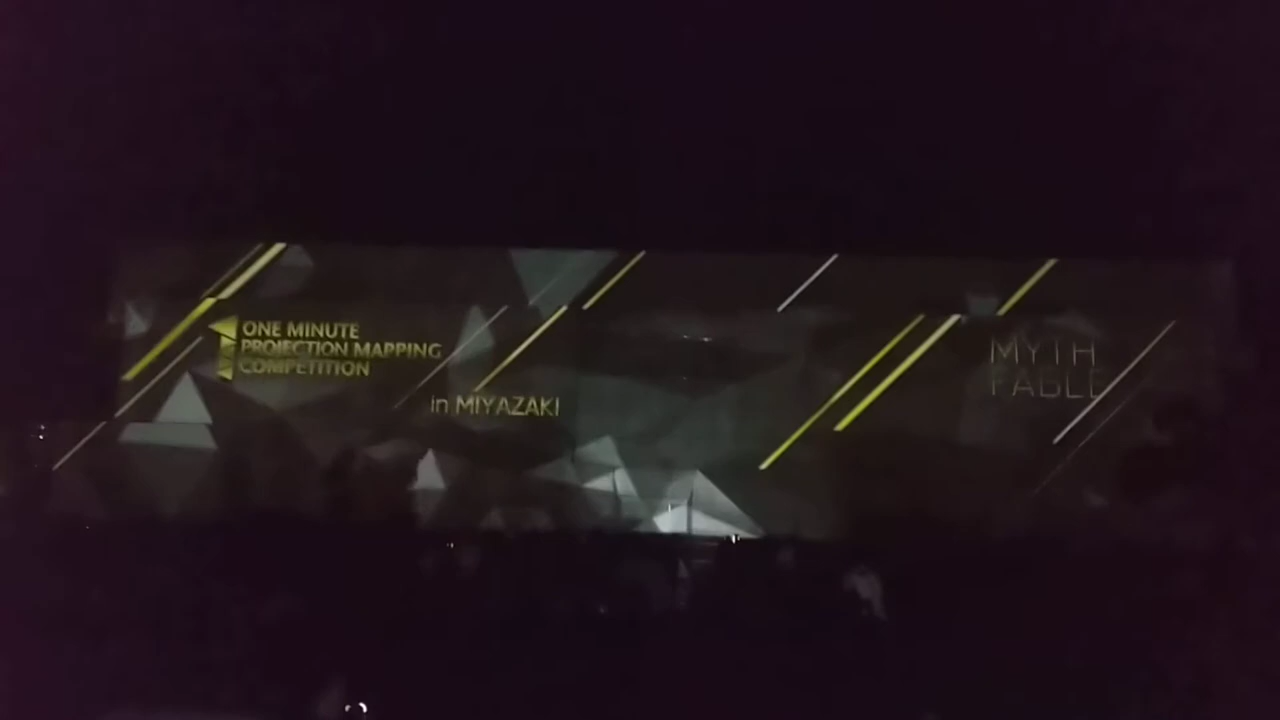 ONE MINUTE
PROJECTION MAPPING
COMPETITION
in MIYAZAKI
MYTH
FABLE